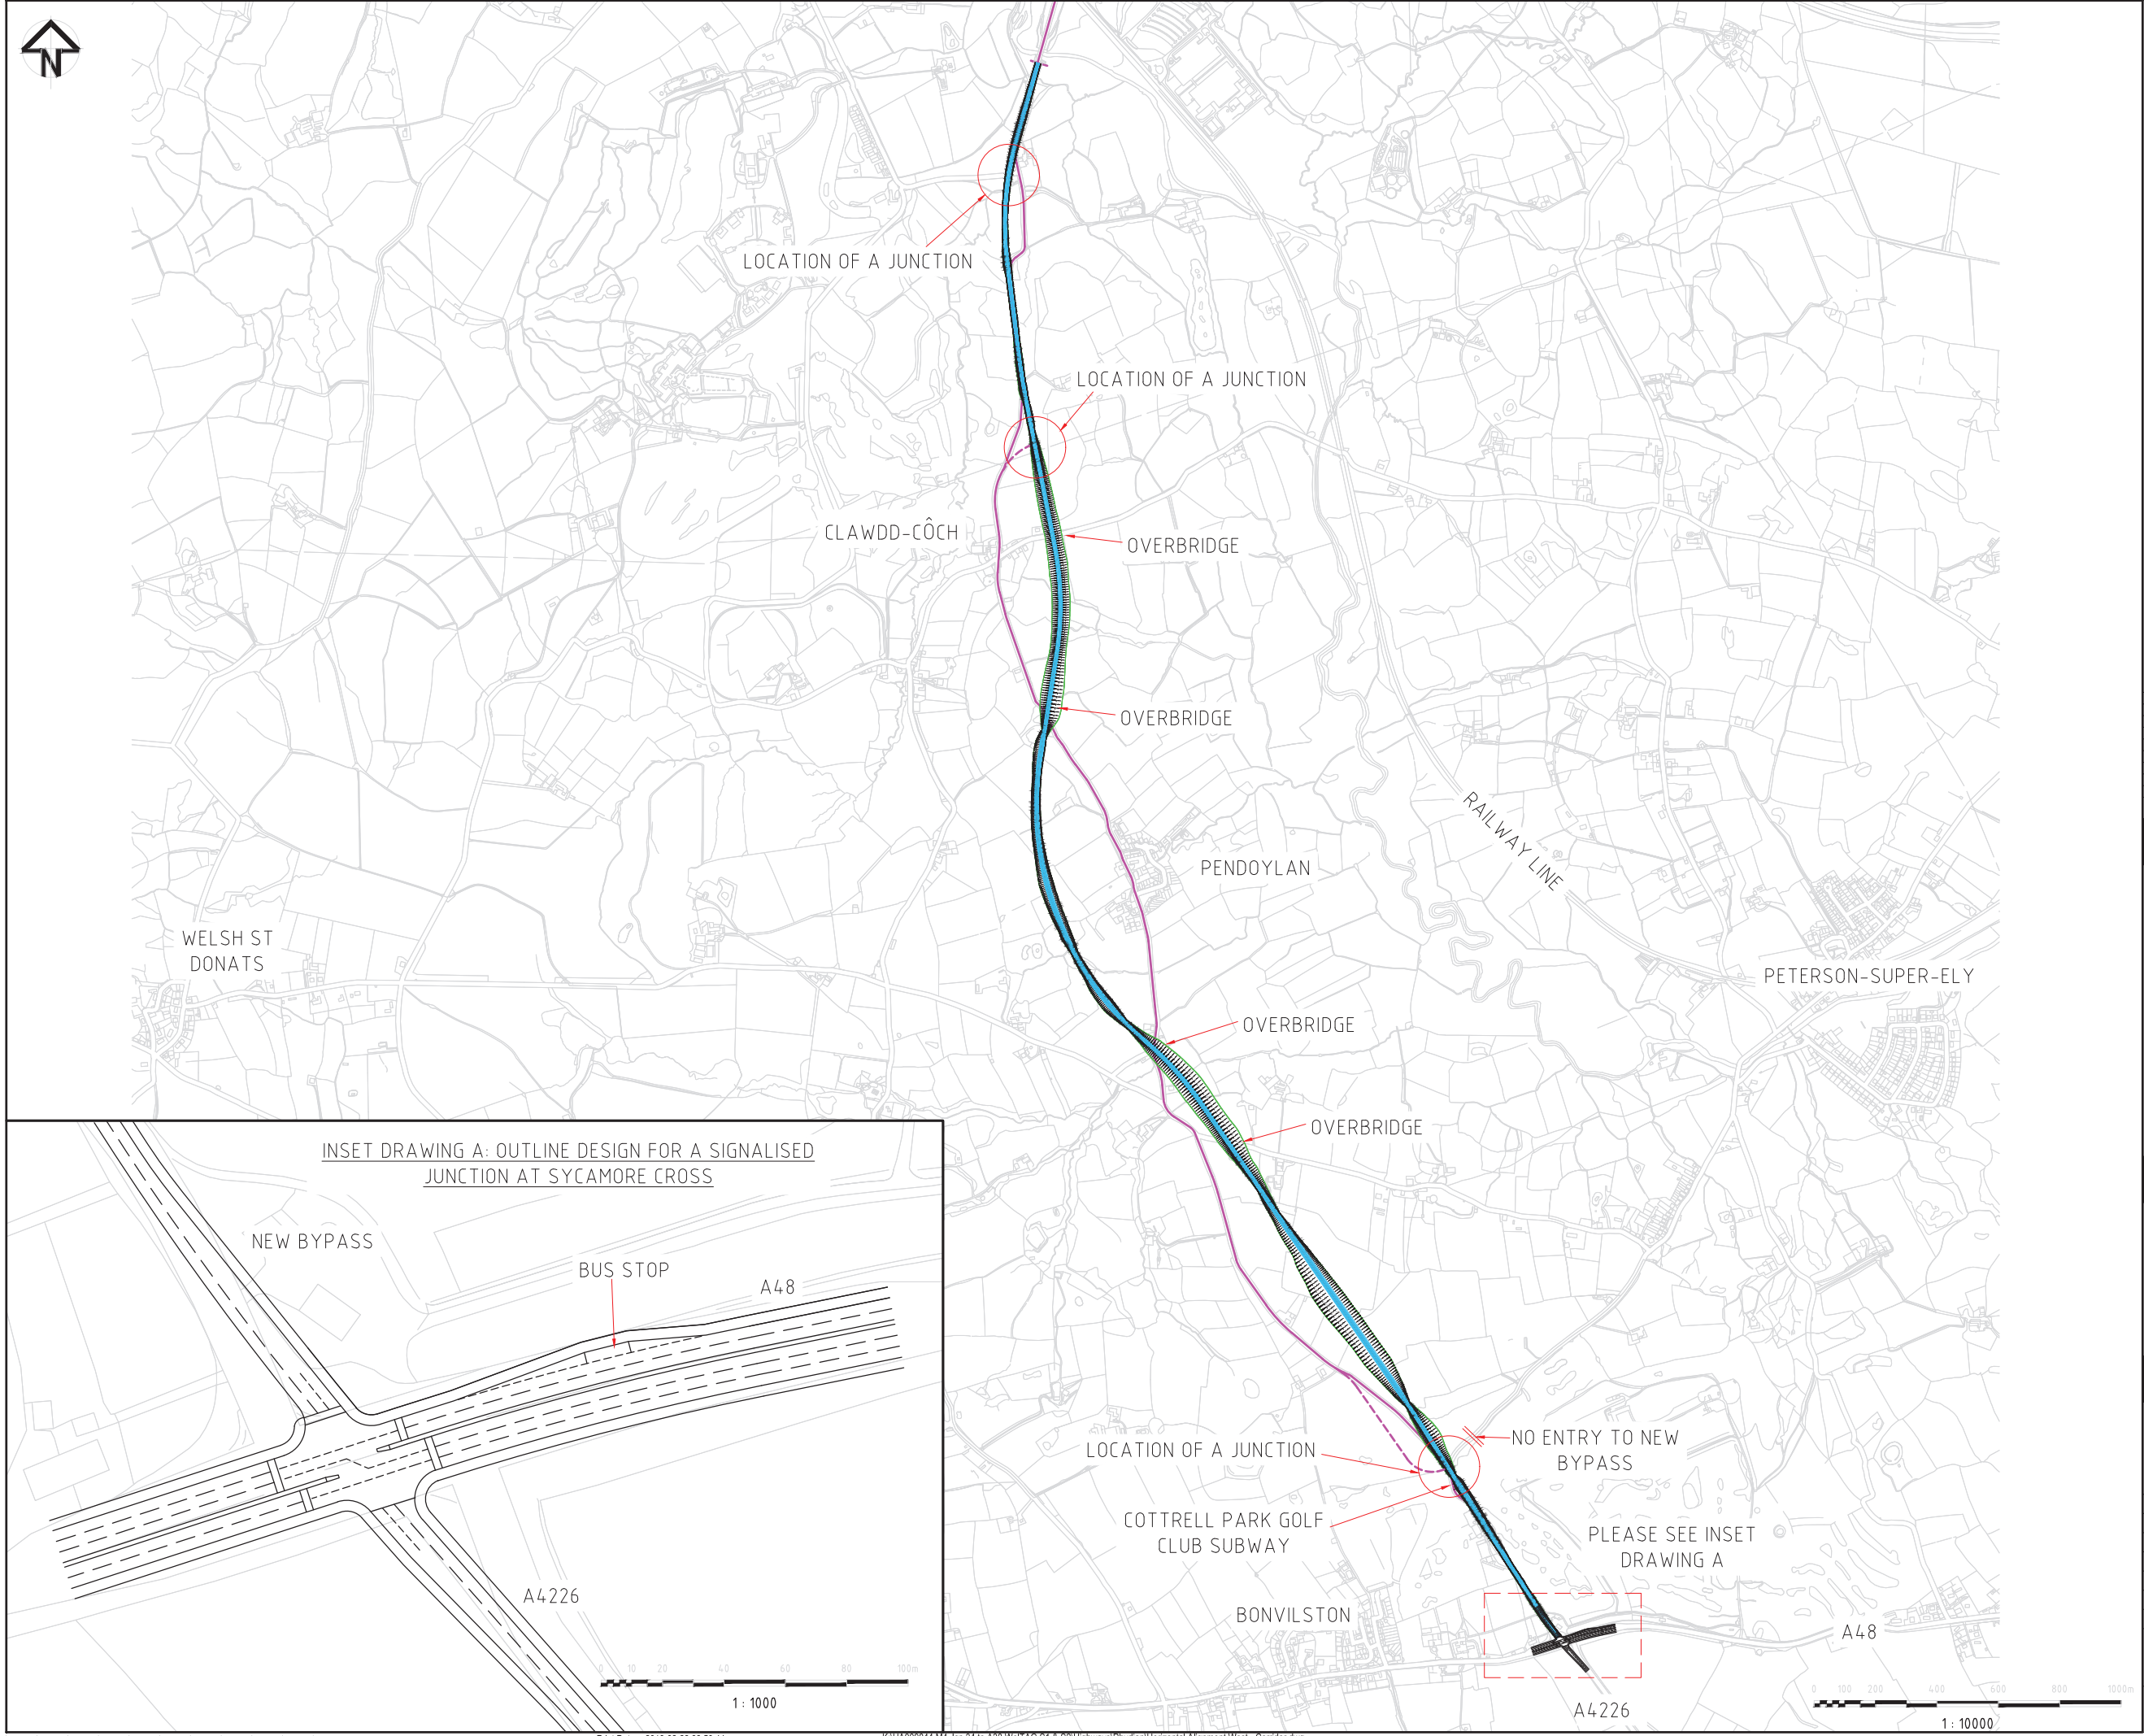 N
LOCATION OF A JUNCTION
LOCATION OF A JUNCTION
CLAWDD-CÔCH
OVERBRIDGE
OVERBRIDGE
RAILWAY LINE
PENDOYLAN
WELSH ST
DONATS
PETERSON-SUPER-ELY
OVERBRIDGE
OVERBRIDGE
INSET DRAWING A: OUTLINE DESIGN FOR A SIGNALISED
JUNCTION AT SYCAMORE CROSS
NEW BYPASS
BUS STOP
A48
A4226
0 10 20 40 60 80 100m
1 : 1000
LOCATION OF A JUNCTION
NO ENTRY TO NEW
BYPASS
COTTRELL PARK GOLF
CLUB SUBWAY
PLEASE SEE INSET
DRAWING A
BONVILSTON
A48
A4226
0 100 200 400 600 800 1000m
1 : 10000